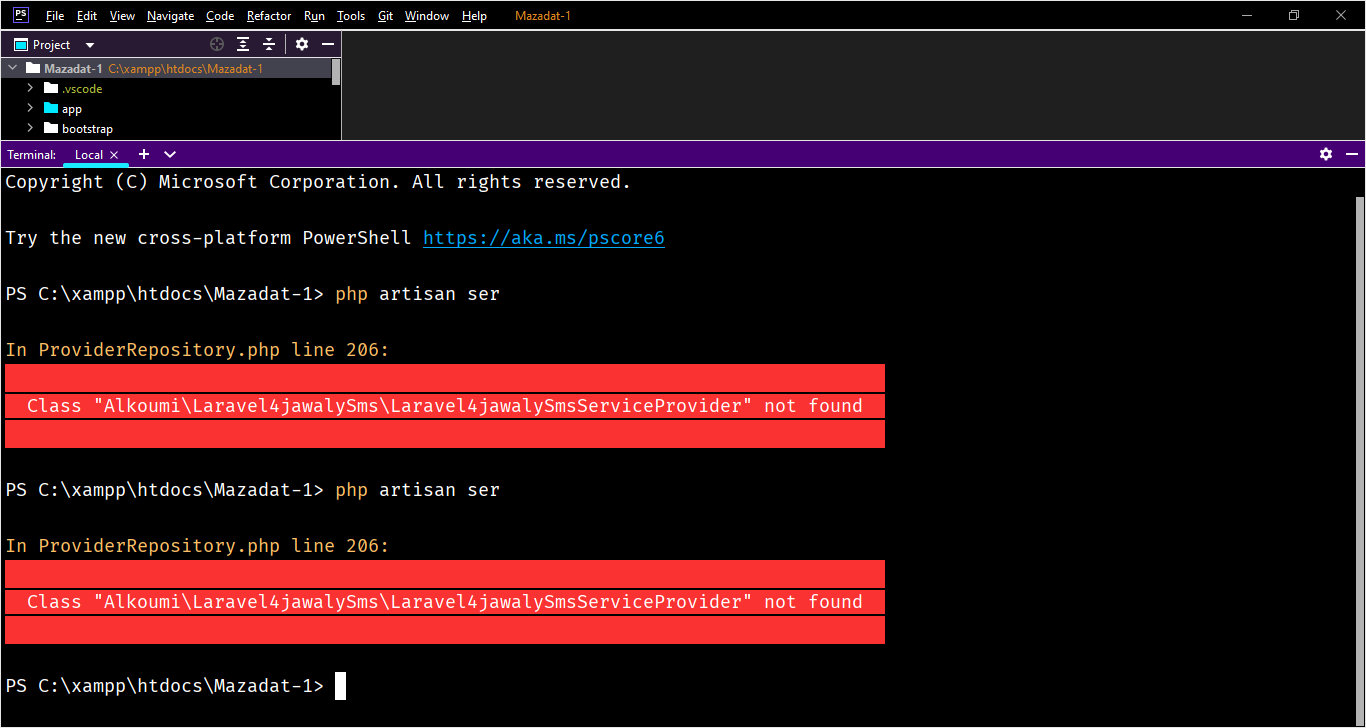 PS File Edit View Navigate Code Refactor Run Tools Git Window Help Mazadat-1
Project
Mazadat-1 C:\xampp\htdocs\Mazadat-1
.vscode
app
bootstrap
Terminal: Local
Copyright (C) Microsoft Corporation. All rights reserved.
Try the new cross-platform PowerShell https://aka.ms/pscore6
PS C:\xampp\htdocs\Mazadat-1> php artisan ser
In ProviderRepository.php line 206:
Class "Alkoumi\Laravel4jawalySms\Laravel4jawalySmsServiceProvider" not found
PS C:\xampp\htdocs\Mazadat-1> php artisan ser
In ProviderRepository.php line 206:
Class "Alkoumi\Laravel4jawalySms\Laravel4jawalySmsServiceProvider" not found
PS C:\xampp\htdocs\Mazadat-1>